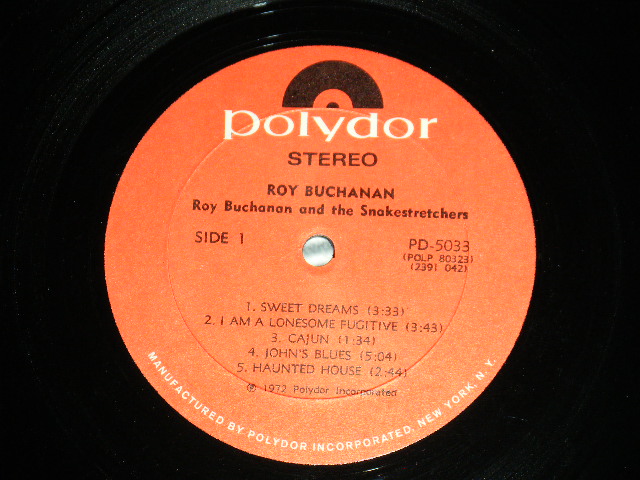 polydor
STEREO
ROY BUCHANAN
Roy Buchanan and the Snakestretchers
SIDE 1
PD-5033
(POLP 80323)
(2391 042)
1. SWEET DREAMS (3:33)
2. I AM A LONESOME FUGITIVE (3:43)
3. CAJUN (1:34)
4. JOHN'S BLUES (5:04)
5. HAUNTED HOUSE (2:44)
℗ 1972 Polydor Incorporated
MANUFACTURED BY POLYDOR INCORPORATED, NEW YORK, N.Y.